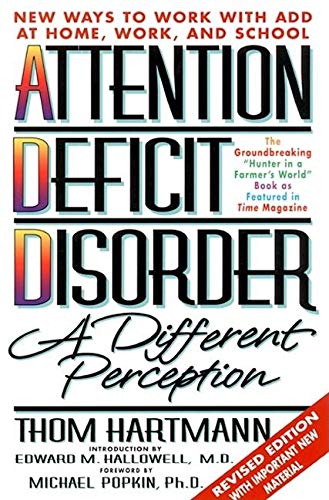 NEW WAYS TO WORK WITH ADD
AT HOME, WORK, AND SCHOOL
ATTENTION
DEFICIT
DISORDER
The
Groundbreaking
"Hunter in a
Farmer's World"
Book as
Featured in
Time Magazine
A Different
Perception
THOM HARTMANN
INTRODUCTION BY
EDWARD M. HALLOWELL, M.D.
FOREWORD BY
MICHAEL POPKIN, Ph.D.
REVISED EDITION
WITH IMPORTANT NEW
MATERIAL